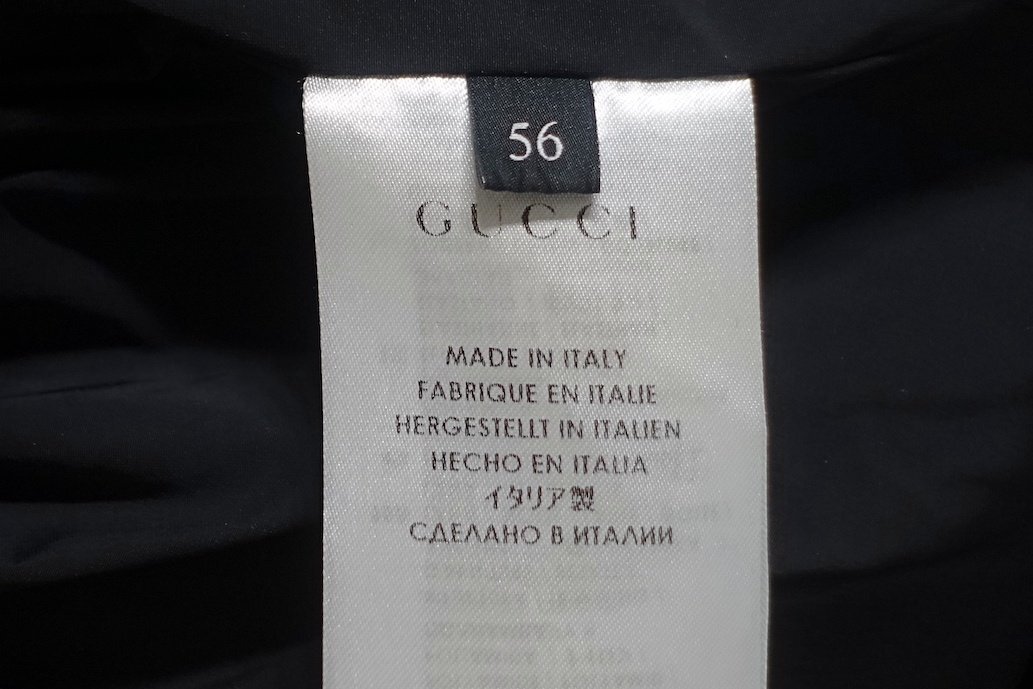 56
GUCCI
MADE IN ITALY
FABRIQUE EN ITALIE
HERGESTELLT IN ITALIEN
HECHO EN ITALIA
イタリア製
СДЕЛАНО В ИТАЛИИ